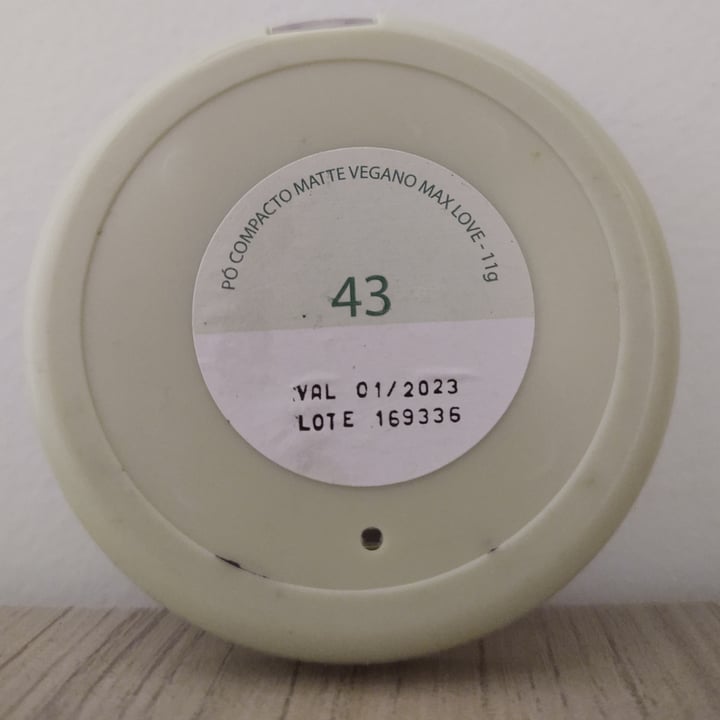 PÓ COMPACTO MATTE VEGANO MAX LOVE - 11g
43
VAL 01/2023
LOTE 169336